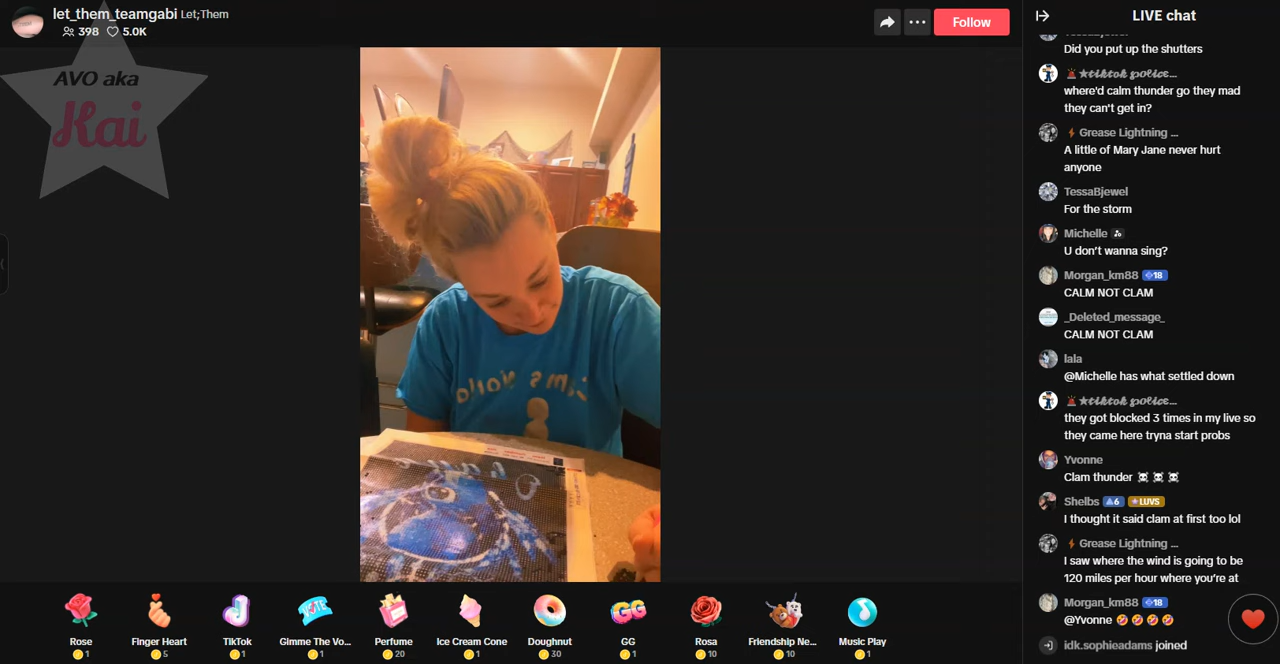 let_them_teamgabi Let;Them
398 5.0K
Follow
AVO aka
Kai
LIVE chat
Did you put up the shutters
★𝓽𝓲𝓴𝓽𝓸𝓴 𝓹𝓸𝓵𝓲𝓬𝓮...
where'd calm thunder go they mad
they can't get in?
Grease Lightning ...
A little of Mary Jane never hurt
anyone
TessaBjewel
For the storm
Michelle
U don't wanna sing?
Morgan_km88 18
CALM NOT CLAM
_Deleted_message_
CALM NOT CLAM
lala
@Michelle has what settled down
★𝓽𝓲𝓴𝓽𝓸𝓴 𝓹𝓸𝓵𝓲𝓬𝓮...
they got blocked 3 times in my live so
they came here tryna start probs
Yvonne
Clam thunder ☠️ ☠️ ☠️
Shelbs 6 LUVS
I thought it said clam at first too lol
Grease Lightning ...
I saw where the wind is going to be
120 miles per hour where you're at
Morgan_km88 18
@Yvonne 🤣 🤣 🤣 🤣
idk.sophieadams joined
Rose Finger Heart TikTok Gimme The Vo... Perfume Ice Cream Cone Doughnut GG Rosa Friendship Ne... Music Play
1 5 1 1 20 1 30 1 10 10 1